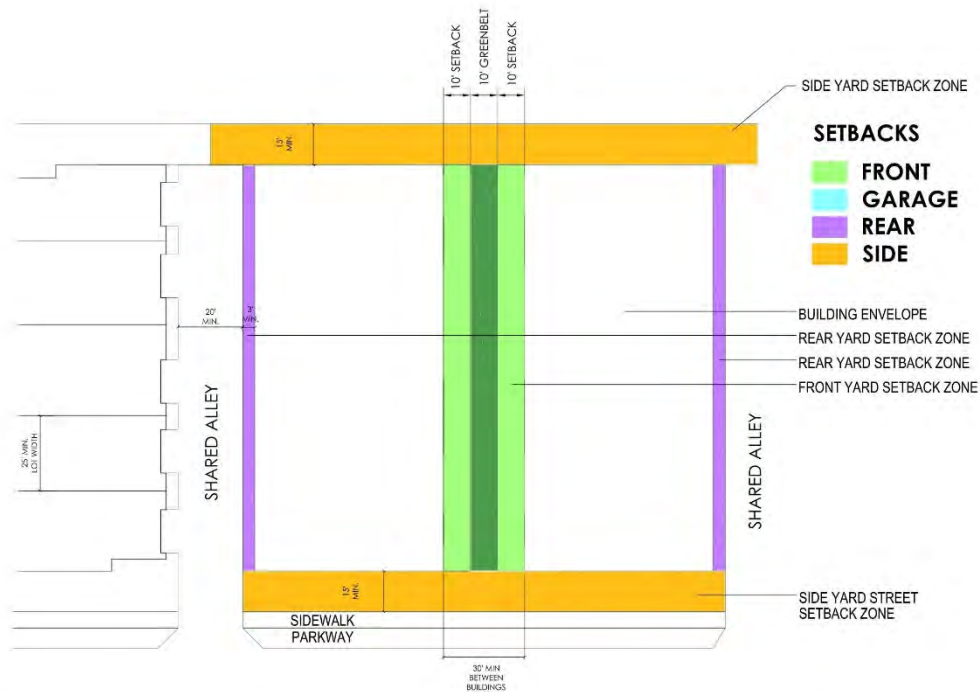 10' SETBACK
10' GREENBELT
10' SETBACK
SIDE YARD SETBACK ZONE
15'
MIN.
SETBACKS
FRONT
GARAGE
REAR
SIDE
20'
MIN.
3'
MIN.
BUILDING ENVELOPE
REAR YARD SETBACK ZONE
REAR YARD SETBACK ZONE
FRONT YARD SETBACK ZONE
25' MIN.
LOT WIDTH
SHARED ALLEY
SHARED ALLEY
15'
MIN.
SIDE YARD STREET
SETBACK ZONE
SIDEWALK
PARKWAY
30' MIN
BETWEEN
BUILDINGS